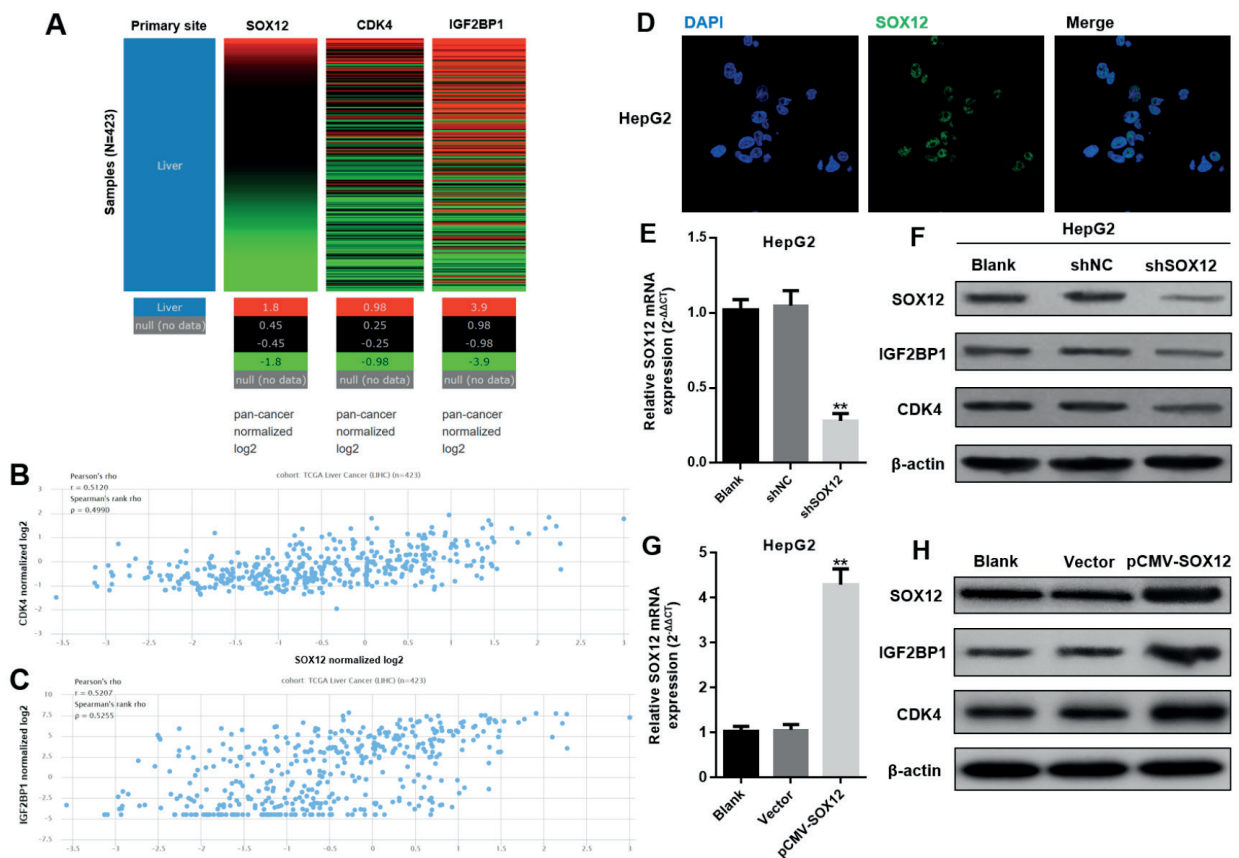 A
Primary site
SOX12
CDK4
IGF2BP1
Samples (N=423)
Liver
Liver
null (no data)
1.8
0.45
-0.45
-1.8
null (no data)
0.98
0.25
-0.25
-0.98
null (no data)
3.9
0.98
-0.98
-3.9
null (no data)
pan-cancer
normalized
log2
pan-cancer
normalized
log2
pan-cancer
normalized
log2
B
Pearson's rho
r = 0.5120
Spearman's rank rho
ρ = 0.4990
cohort: TCGA Liver Cancer (LIHC) (n=423)
CDK4 normalized log2
3
2
1
0
-1
-2
-3
-3.5 -3 -2.5 -2 -1.5 -1 -0.5 0 0.5 1 1.5 2 2.5 3
SOX12 normalized log2
C
Pearson's rho
r = 0.5207
Spearman's rank rho
ρ = 0.5255
cohort: TCGA Liver Cancer (LIHC) (n=423)
IGF2BP1 normalized log2
10
7.5
5
2.5
0
-2.5
-5
-7.5
-3.5 -3 -2.5 -2 -1.5 -1 -0.5 0 0.5 1 1.5 2 2.5 3
D
DAPI
SOX12
Merge
HepG2
E
HepG2
Relative SOX12 mRNA
expression (2-ΔΔCT)
1.5
1.0
0.5
0.0
**
Blank
shNC
shSOX12
F
HepG2
Blank shNC shSOX12
SOX12
IGF2BP1
CDK4
β-actin
G
HepG2
Relative SOX12 mRNA
expression (2-ΔΔCT)
5
4
3
2
1
0
**
Blank
Vector
pCMV-SOX12
H
Blank Vector pCMV-SOX12
SOX12
IGF2BP1
CDK4
β-actin